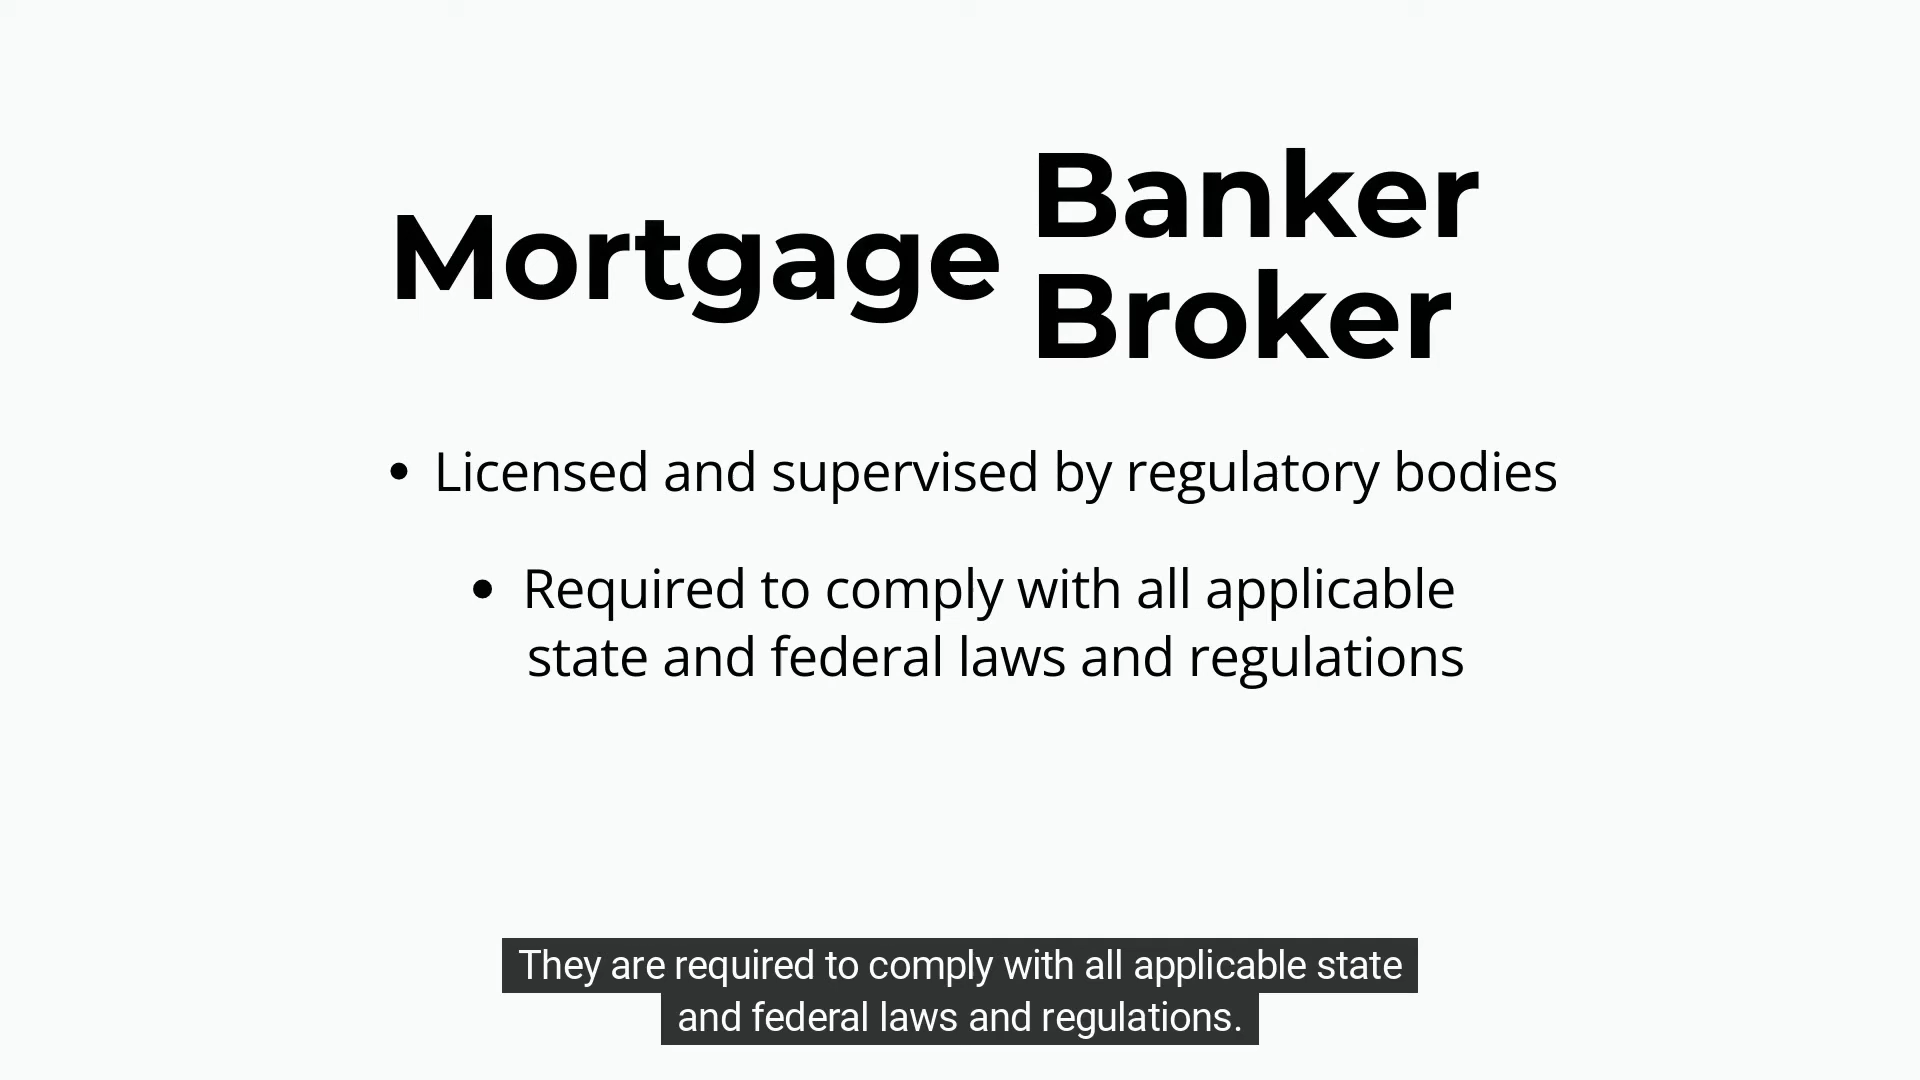 Mortgage
Banker
Broker
• Licensed and supervised by regulatory bodies
• Required to comply with all applicable
state and federal laws and regulations
They are required to comply with all applicable state
and federal laws and regulations.